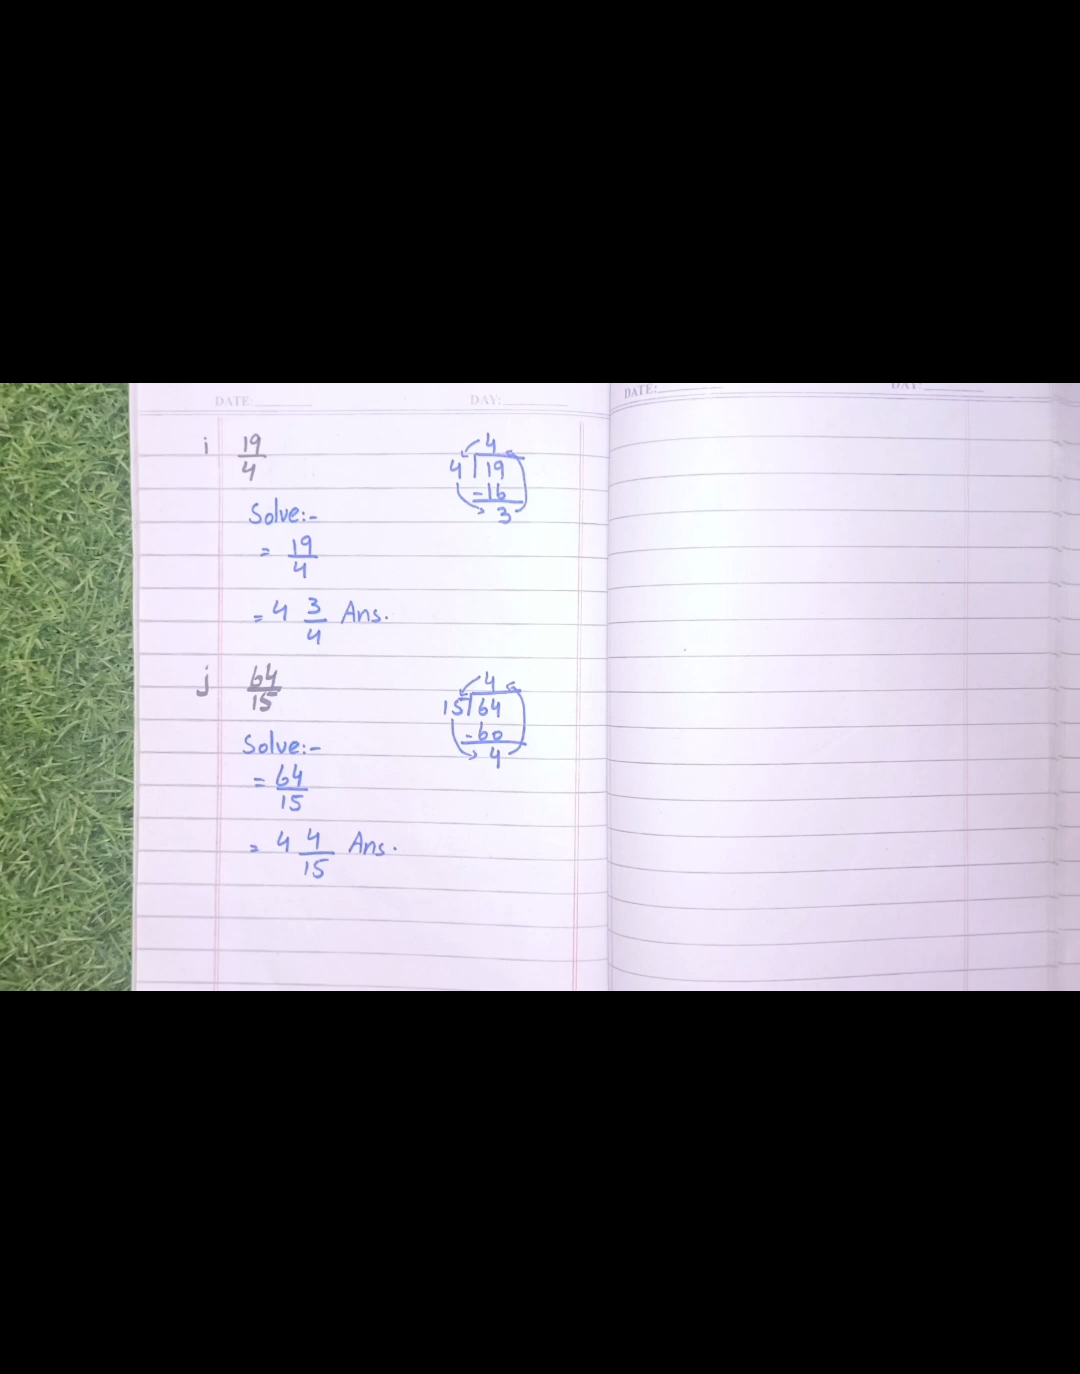 DATE:
DAY:
i 19/4
4
4 19
-16
3
Solve:-
= 19/4
= 4 3/4 Ans.
j 64/15
4
15 64
-60
4
Solve:-
= 64/15
= 4 4/15 Ans.
DATE:
DAY: